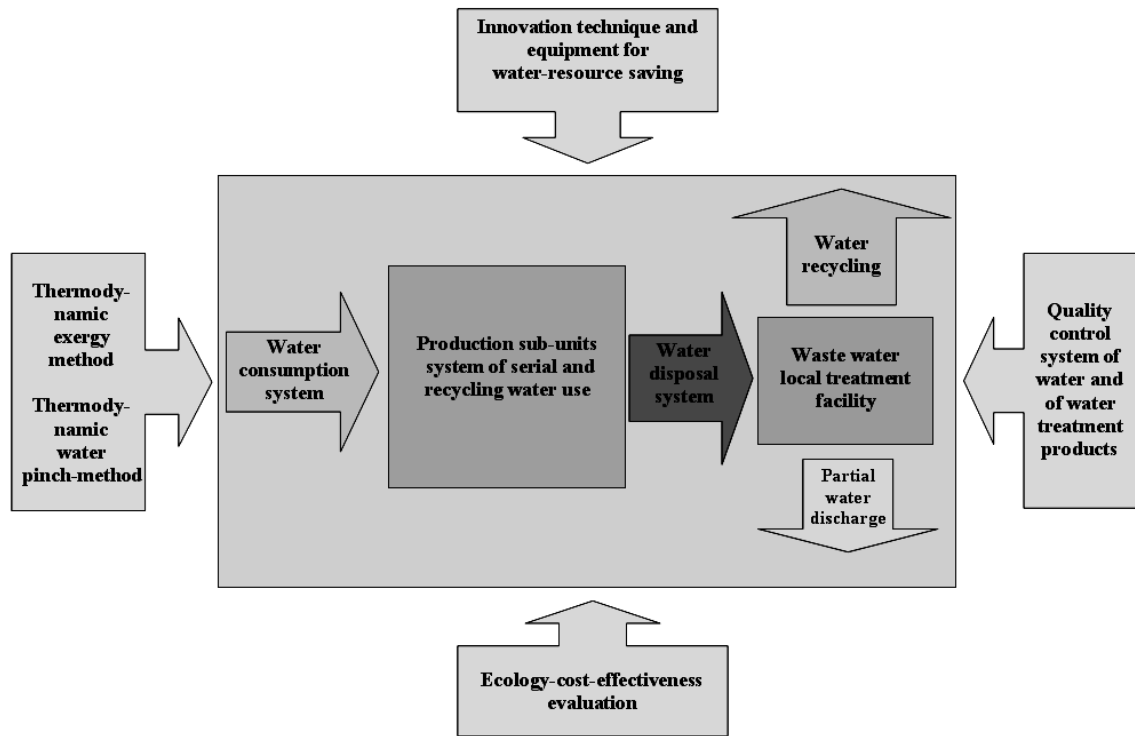 Innovation technique and
equipment for
water-resource saving
Thermody-
namic
exergy
method
Thermody-
namic
water
pinch-method
Water
consumption
system
Production sub-units
system of serial and
recycling water use
Water
disposal
system
Water
recycling
Waste water
local treatment
facility
Partial
water
discharge
Quality
control
system of
water and
of water
treatment
products
Ecology-cost-effectiveness
evaluation